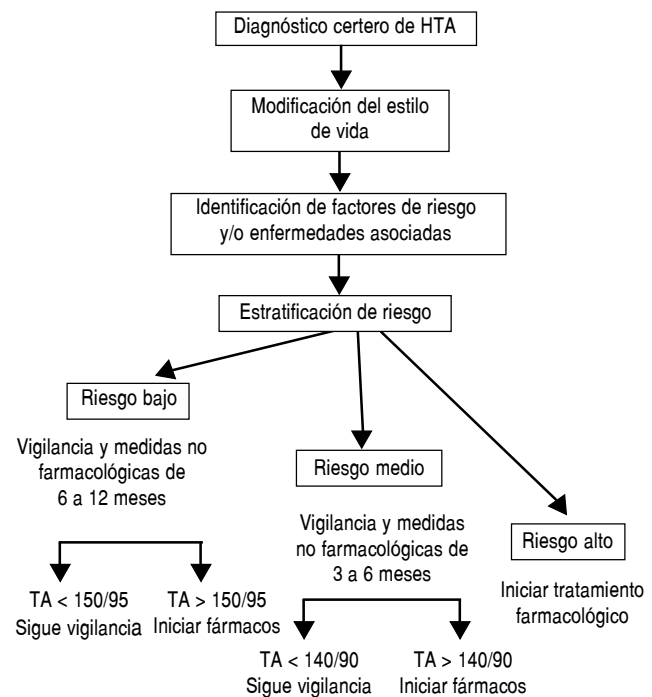 Diagnóstico certero de HTA
Modificación del estilo
de vida
Identificación de factores de riesgo
y/o enfermedades asociadas
Estratificación de riesgo
Riesgo bajo
Vigilancia y medidas no
farmacológicas de
6 a 12 meses
TA < 150/95
Sigue vigilancia
TA > 150/95
Iniciar fármacos
Riesgo medio
Vigilancia y medidas
no farmacológicas de
3 a 6 meses
TA < 140/90
Sigue vigilancia
TA > 140/90
Iniciar fármacos
Riesgo alto
Iniciar tratamiento
farmacológico